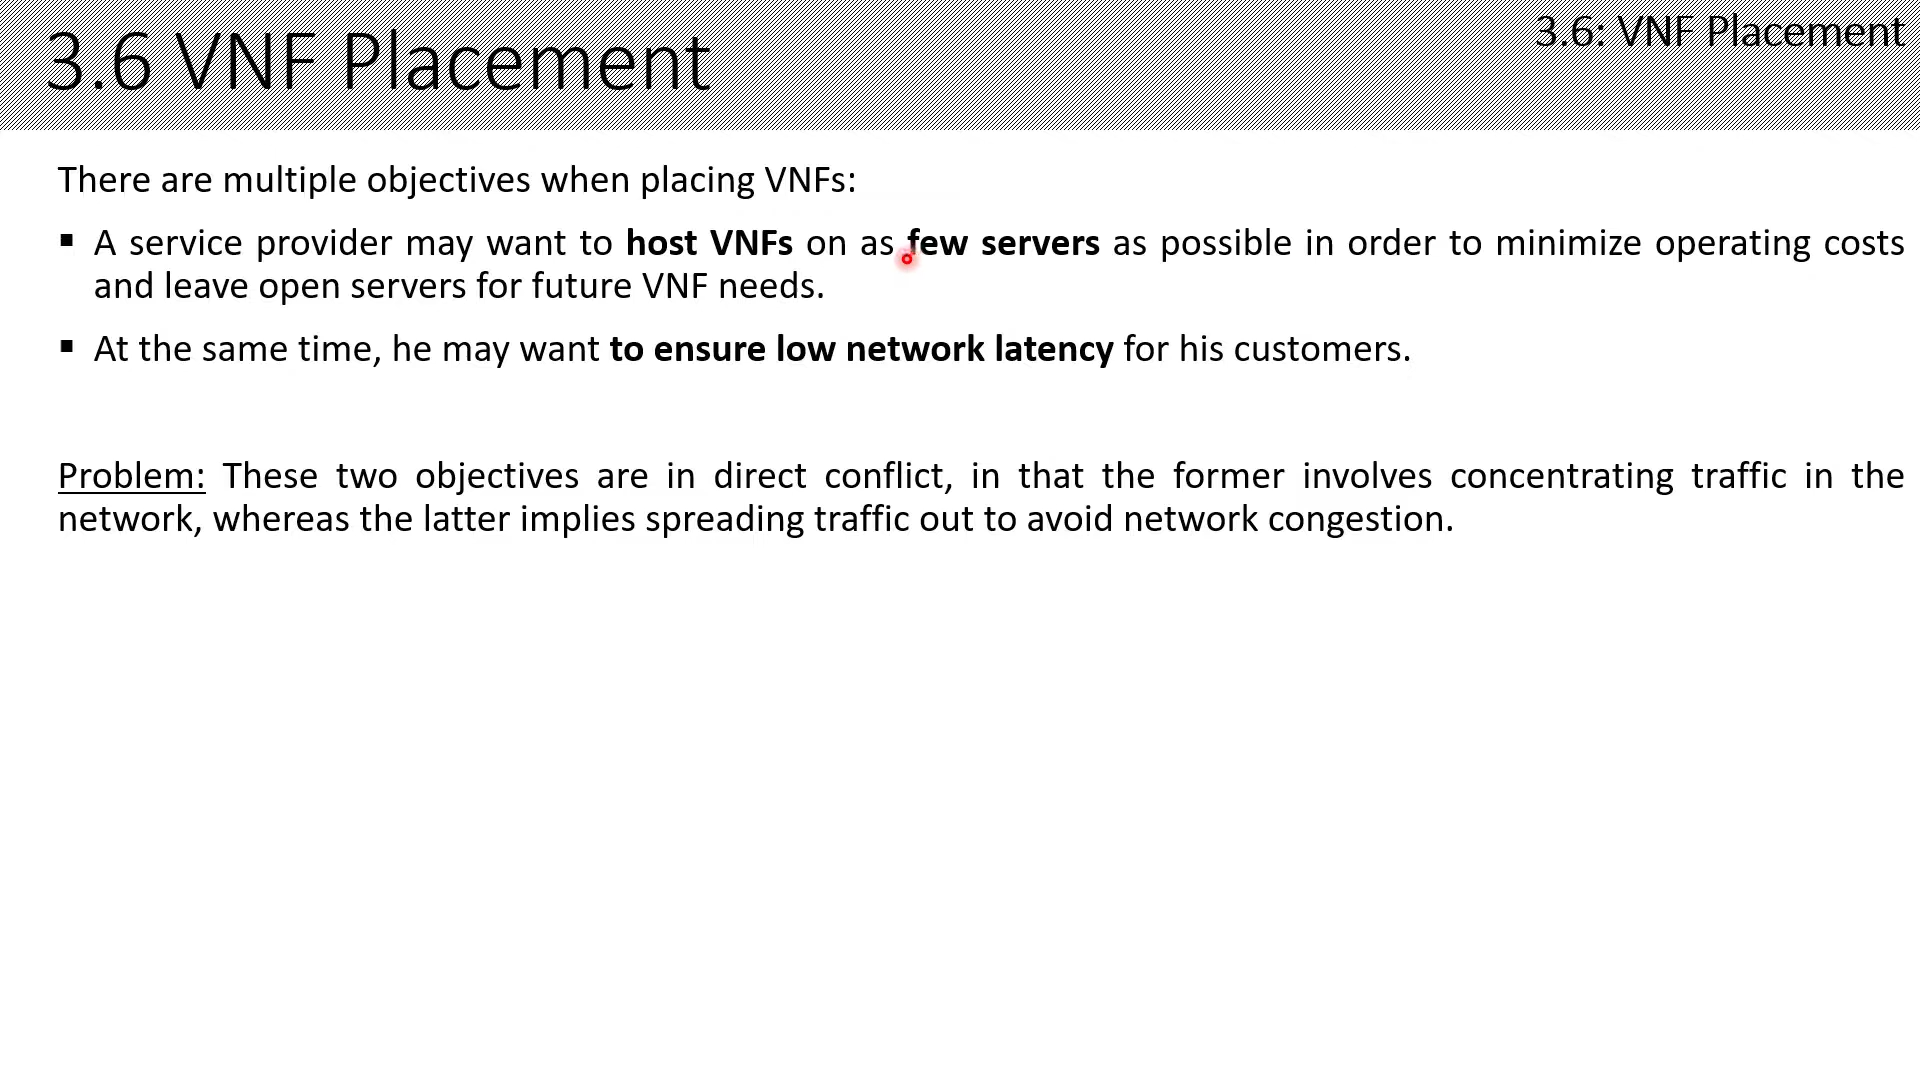 3.6 VNF Placement
3.6: VNF Placement
There are multiple objectives when placing VNFs:
▪ A service provider may want to host VNFs on as few servers as possible in order to minimize operating costs
and leave open servers for future VNF needs.
▪ At the same time, he may want to ensure low network latency for his customers.
Problem: These two objectives are in direct conflict, in that the former involves concentrating traffic in the
network, whereas the latter implies spreading traffic out to avoid network congestion.